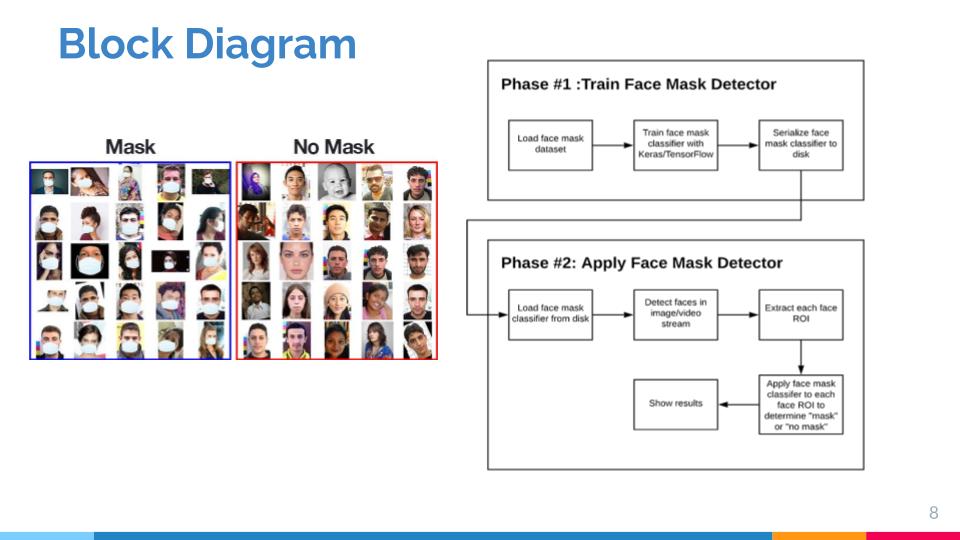 Block Diagram
Mask
No Mask
Phase #1 :Train Face Mask Detector
Load face mask
dataset
Train face mask
classifier with
Keras/TensorFlow
Serialize face
mask classifier to
disk
Phase #2: Apply Face Mask Detector
Load face mask
classifier from disk
Detect faces in
image/video
stream
Extract each face
ROI
Show results
Apply face mask
classifer to each
face ROI to
determine "mask"
or "no mask"
8